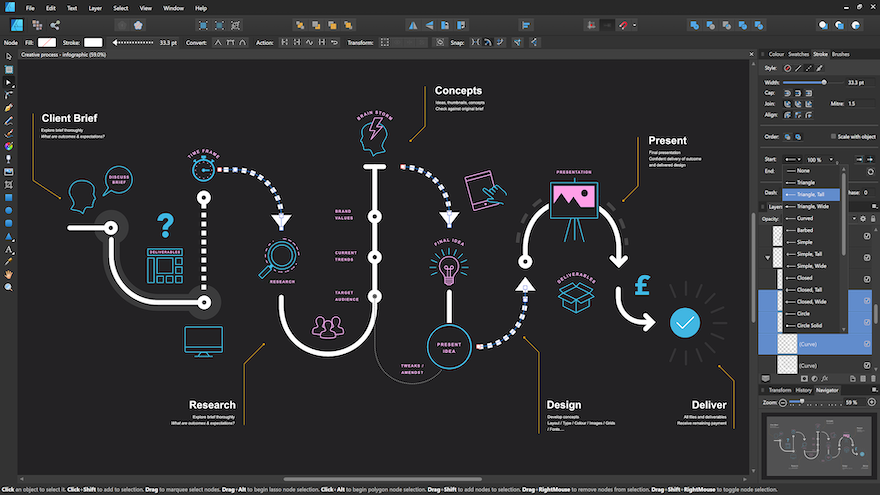 File Edit Text Layer Select View Window Help
Node Fill: Stroke: 33.3 pt Convert: Action: Transform: Snap:
Creative process - infographic (59.0%)
Colour Swatches Stroke Brushes
Style:
Width: 33.3 pt
Cap:
Join: Mitre: 1.5
Align:
Order: Scale with object
Start: 100 %
End:
Dash:
None
Triangle
Triangle, Tall
Triangle, Wide
Curved
Barbed
Simple
Simple, Tall
Simple, Wide
Closed
Closed, Tall
Closed, Wide
Circle
Circle Solid
Opacity:
(Curve)
(Curve)
Transform History Navigator
Zoom: 59 %
Client Brief
Explore brief thoroughly
What are outcomes & expectations?
DISCUSS
BRIEF
TIME FRAME
?
DELIVERABLES
Research
Explore brief thoroughly
What are outcomes & expectations?
RESEARCH
BRAIN STORM
Concepts
Ideas, thumbnails, concepts
Check against original brief
BRAND
VALUES
CURRENT
TRENDS
TARGET
AUDIENCE
FINAL IDEA
PRESENT
IDEA
TWEAKS /
AMENDS?
Design
Develop concepts
Layout / Type / Colour / Images / Grids
/ Fonts....
PRESENTATION
Present
Final presentation
Confident delivery of outcome
and delivered design
DELIVERABLES
£
Deliver
All files and deliverables
Receive remaining payment
Click an object to select it. Click+Shift to add to selection. Drag to marquee select nodes. Drag+Alt to begin lasso node selection. Click+Alt to begin polygon node selection. Drag+Shift to add nodes to selection. Drag+RightMouse to remove nodes from selection. Drag+Shift+RightMouse to toggle node selection.